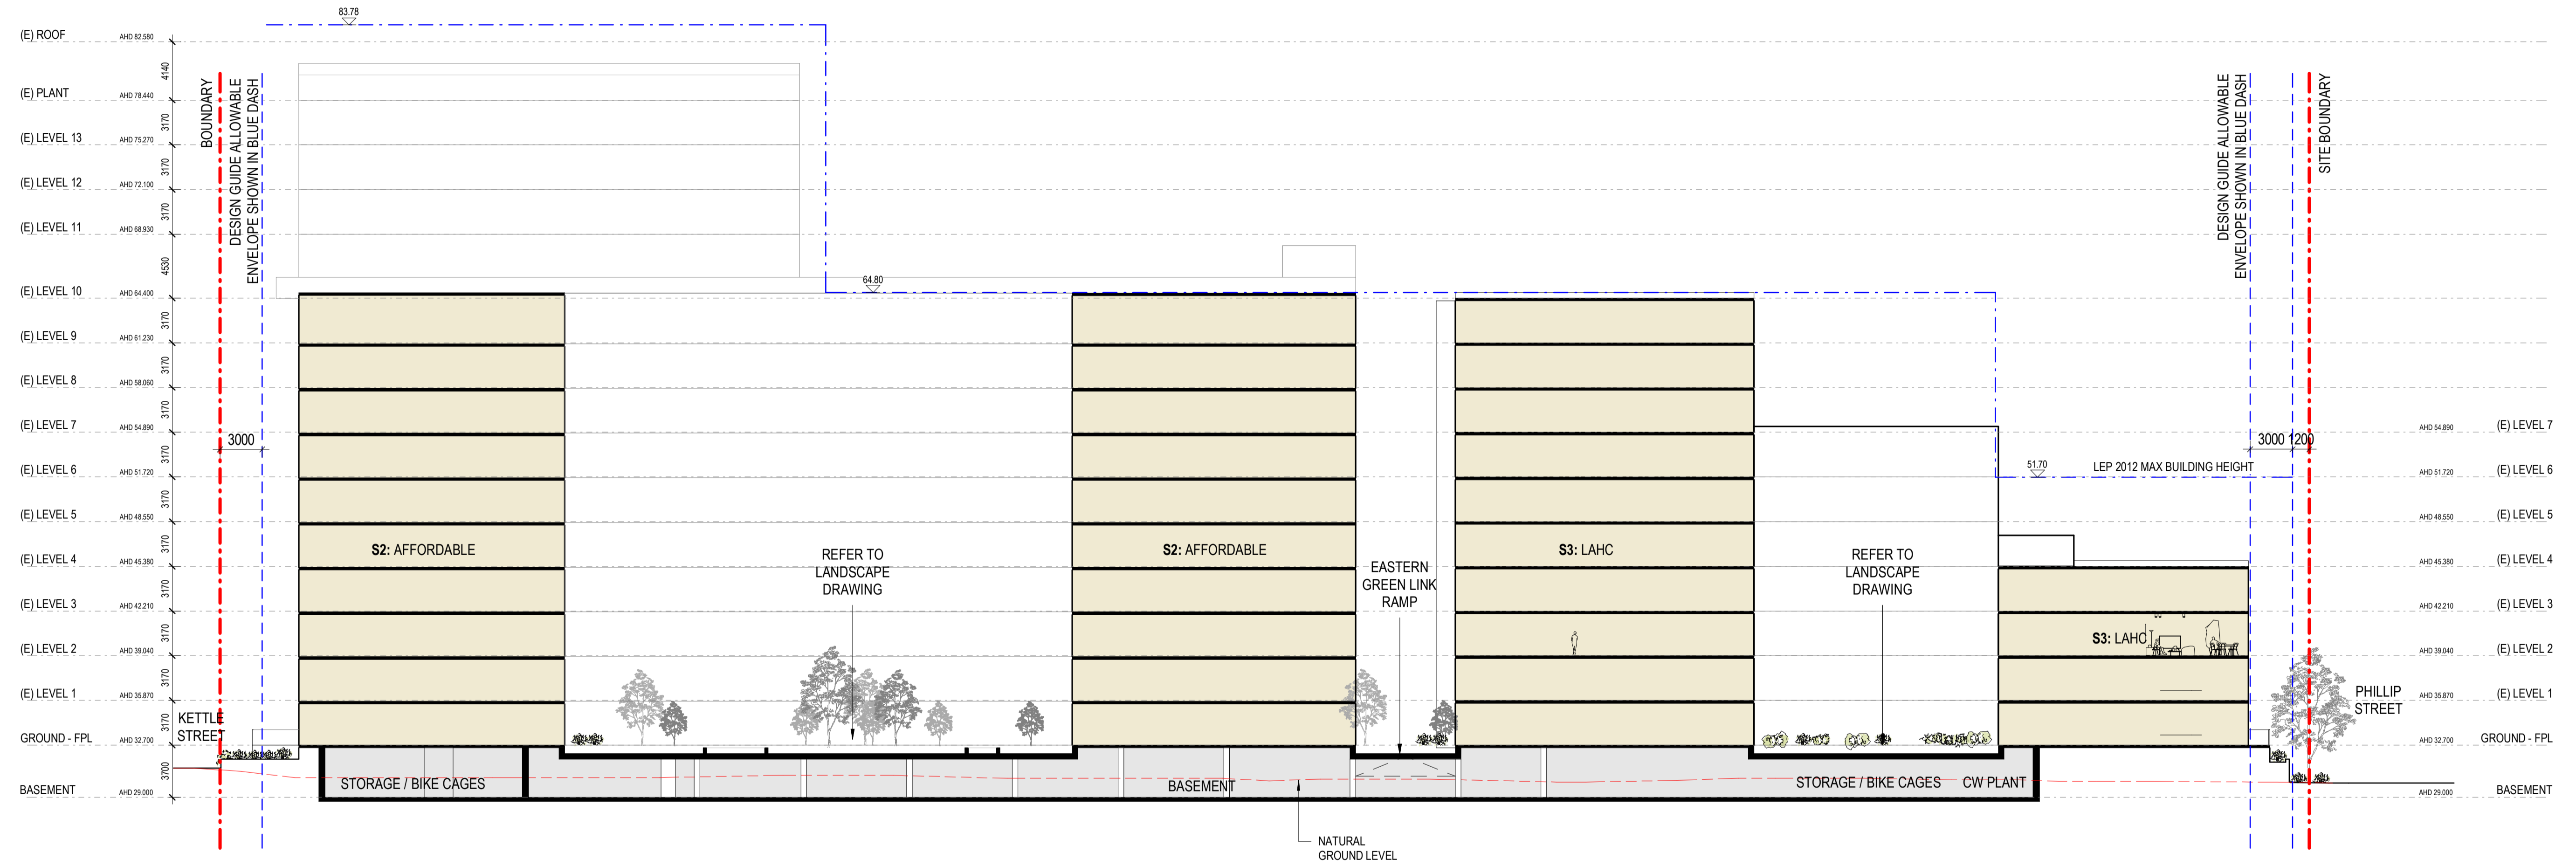 83.78
(E) ROOF AHD 82.580
4140
(E) PLANT AHD 78.440
3170
(E) LEVEL 13 AHD 75.270
3170
(E) LEVEL 12 AHD 72.100
3170
(E) LEVEL 11 AHD 68.930
4530
(E) LEVEL 10 AHD 64.400
3170
(E) LEVEL 9 AHD 61.230
3170
(E) LEVEL 8 AHD 58.060
3170
(E) LEVEL 7 AHD 54.890
3170
(E) LEVEL 6 AHD 51.720
3170
(E) LEVEL 5 AHD 48.550
3170
(E) LEVEL 4 AHD 45.380
3170
(E) LEVEL 3 AHD 42.210
3170
(E) LEVEL 2 AHD 39.040
3170
(E) LEVEL 1 AHD 35.870
3170
GROUND - FPL AHD 32.700
3700
BASEMENT AHD 29.000
BOUNDARY
DESIGN GUIDE ALLOWABLE
ENVELOPE SHOWN IN BLUE DASH
3000
KETTLE
STREET
64.80
S2: AFFORDABLE
REFER TO
LANDSCAPE
DRAWING
S2: AFFORDABLE
EASTERN
GREEN LINK
RAMP
S3: LAHC
REFER TO
LANDSCAPE
DRAWING
S3: LAHC
STORAGE / BIKE CAGES
BASEMENT
STORAGE / BIKE CAGES
CW PLANT
NATURAL
GROUND LEVEL
51.70
LEP 2012 MAX BUILDING HEIGHT
DESIGN GUIDE ALLOWABLE
ENVELOPE SHOWN IN BLUE DASH
SITE BOUNDARY
3000 1200
PHILLIP
STREET
AHD 54.890 (E) LEVEL 7
AHD 51.720 (E) LEVEL 6
AHD 48.550 (E) LEVEL 5
AHD 45.380 (E) LEVEL 4
AHD 42.210 (E) LEVEL 3
AHD 39.040 (E) LEVEL 2
AHD 35.870 (E) LEVEL 1
AHD 32.700 GROUND - FPL
AHD 29.000 BASEMENT